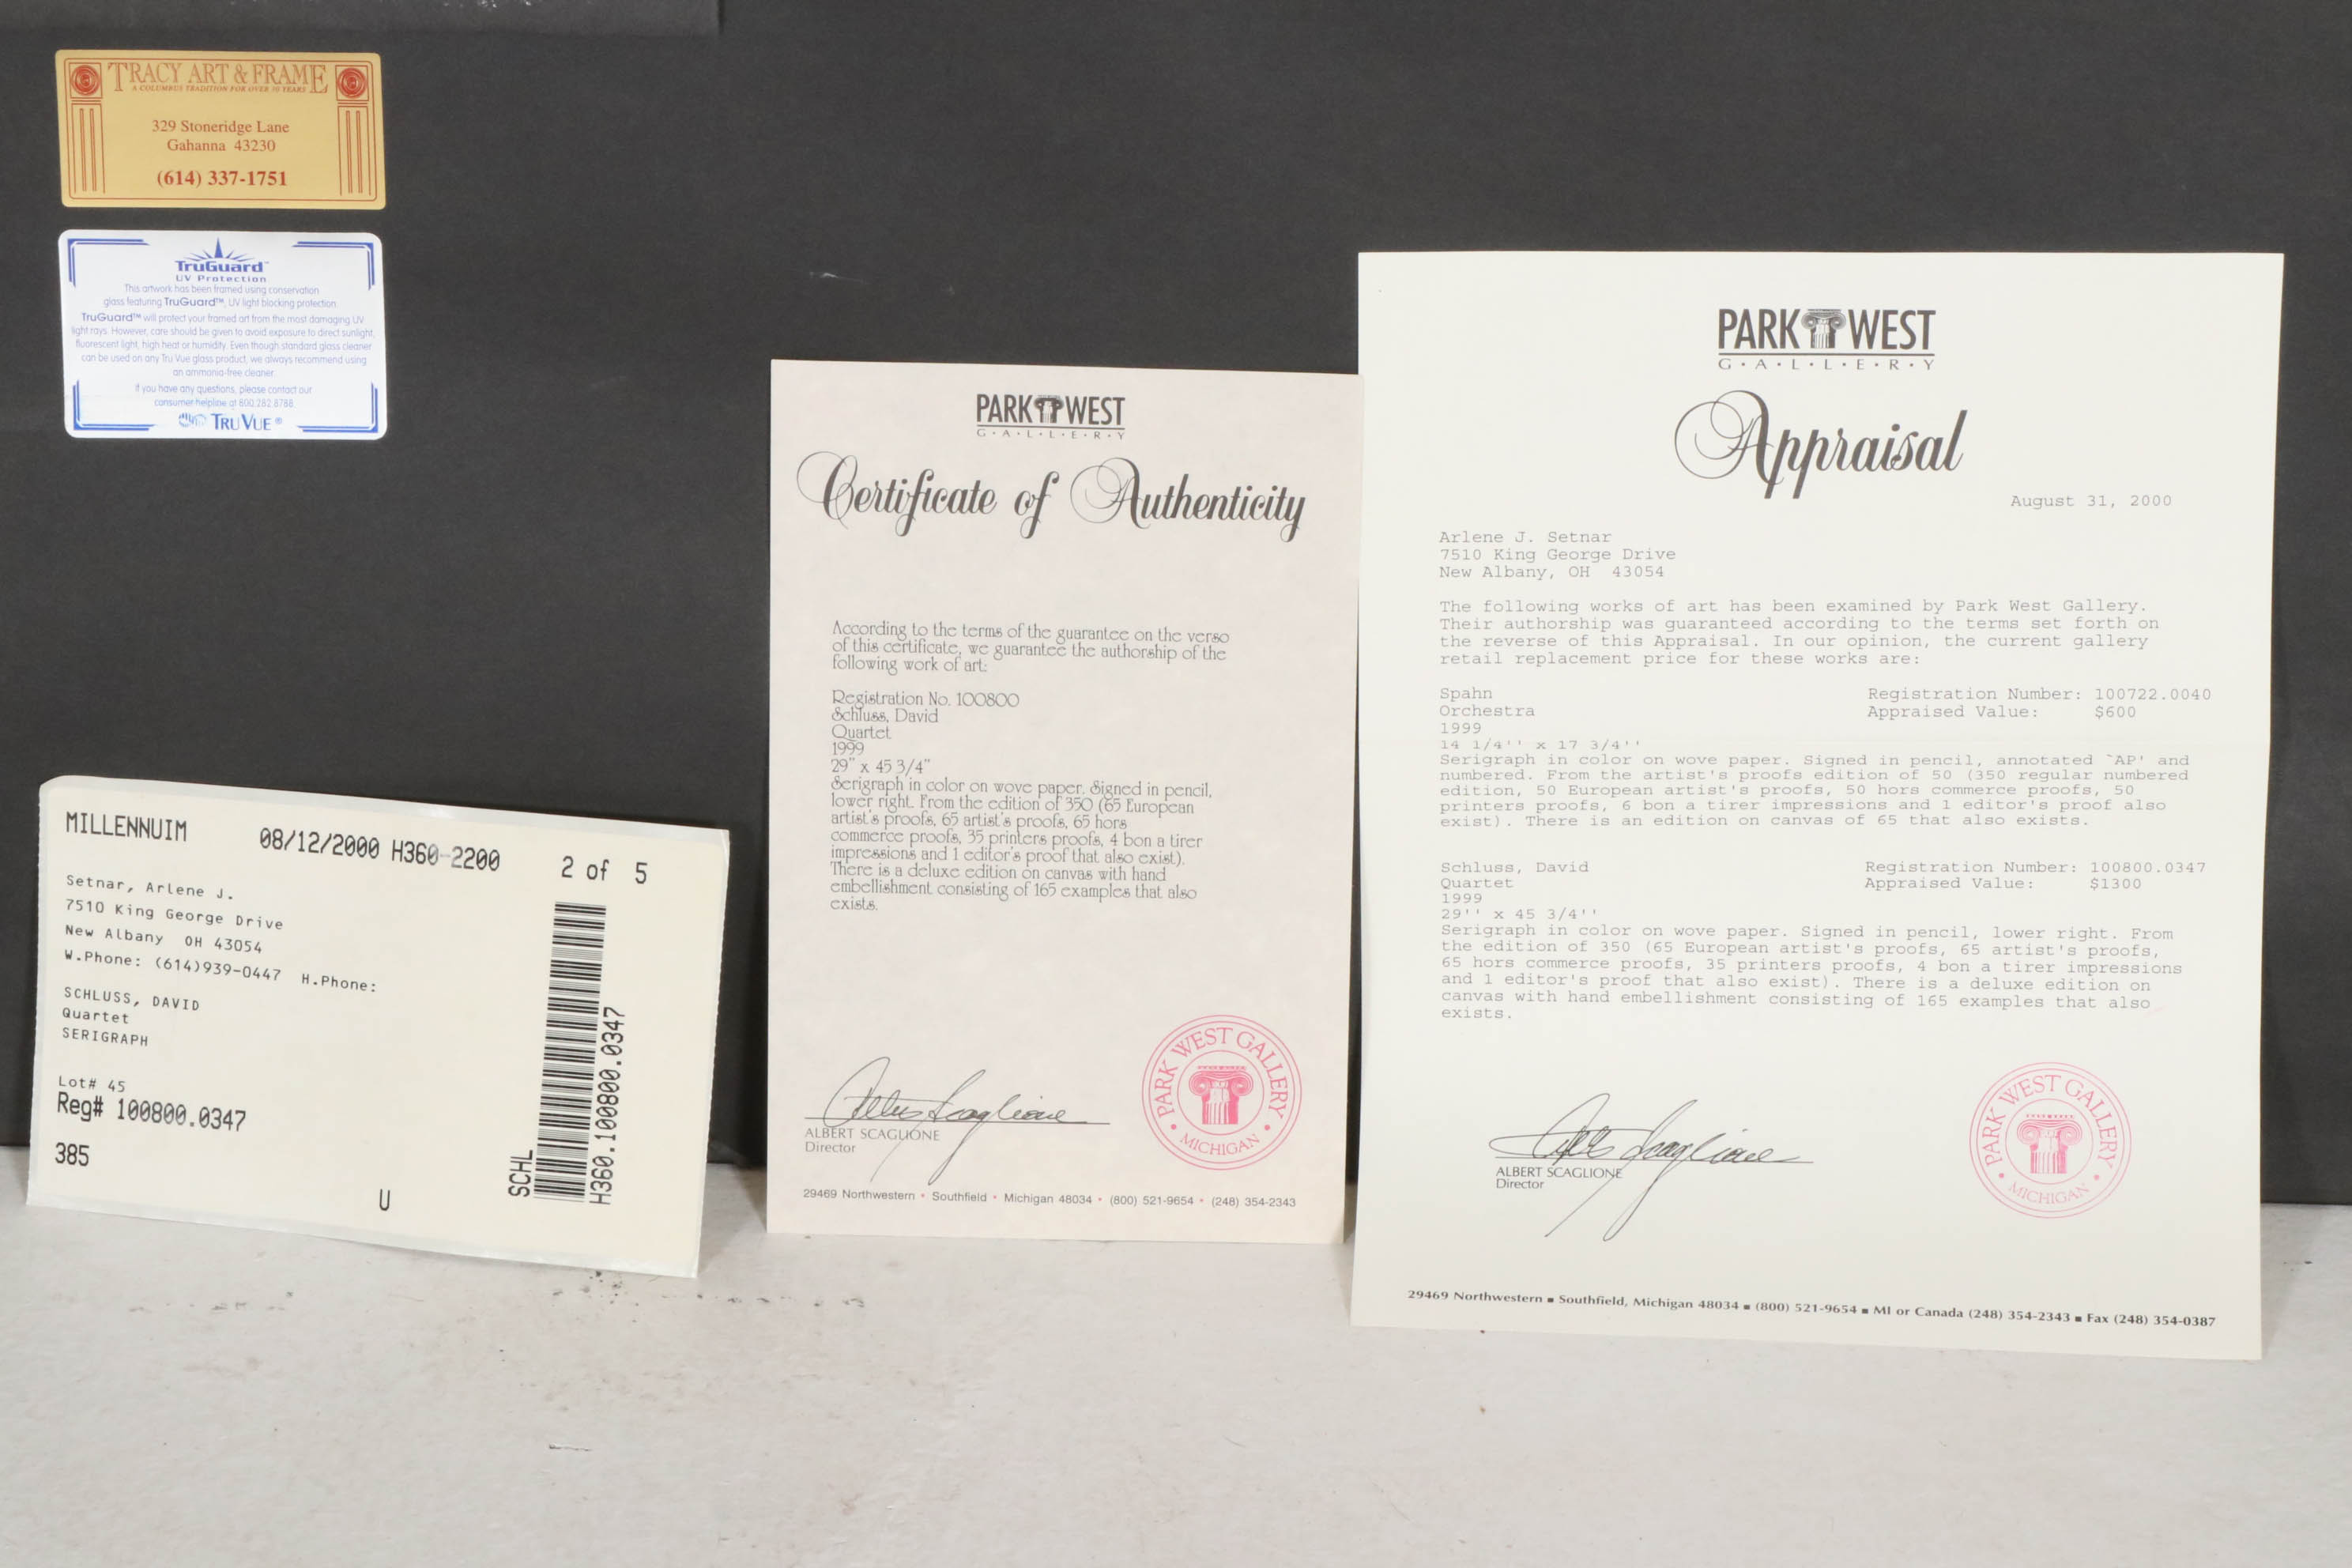 TRACY ART & FRAME
A COLUMBUS TRADITION FOR OVER 30 YEARS
329 Stoneridge Lane
Gahanna 43230
(614) 337-1751
TruGuard™
UV Protection
This artwork has been framed using conservation
glass featuring TruGuard™, UV light blocking protection.
TruGuard™ will protect your framed art from the most damaging UV
light rays. However, care should be given to avoid exposure to direct sunlight,
fluorescent light, high heat or humidity. Even though standard glass cleaner
can be used on any Tru Vue glass product, we always recommend using
an ammonia-free cleaner.
If you have any questions, please contact our
consumer helpline at 800.282.8788.
TRU VUE®
MILLENNUIM 08/12/2000 H360-2200 2 of 5
Setnar, Arlene J.
7510 King George Drive
New Albany OH 43054
W.Phone: (614)939-0447 H.Phone:
SCHLUSS, DAVID
Quartet
SERIGRAPH
Lot# 45
Reg# 100800.0347
385
U
SCHL
H360.100800.0347
PARK WEST
G·A·L·L·E·R·Y
Certificate of Authenticity
According to the terms of the guarantee on the verso
of this certificate, we guarantee the authorship of the
following work of art:
Registration No. 100800
Schluss, David
Quartet
1999
29" x 45 3/4"
Serigraph in color on wove paper. Signed in pencil,
lower right. From the edition of 350 (65 European
artist's proofs, 65 artist's proofs, 65 hors
commerce proofs, 35 printers proofs, 4 bon a tirer
impressions and 1 editor's proof that also exist).
There is a deluxe edition on canvas with hand
embellishment consisting of 165 examples that also
exists.
ALBERT SCAGLIONE
Director
PARK WEST GALLERY
• MICHIGAN •
29469 Northwestern • Southfield • Michigan 48034 • (800) 521-9654 • (248) 354-2343
PARK WEST
G·A·L·L·E·R·Y
Appraisal
August 31, 2000
Arlene J. Setnar
7510 King George Drive
New Albany, OH 43054
The following works of art has been examined by Park West Gallery.
Their authorship was guaranteed according to the terms set forth on
the reverse of this Appraisal. In our opinion, the current gallery
retail replacement price for these works are:
Spahn Registration Number: 100722.0040
Orchestra Appraised Value: $600
1999
14 1/4'' x 17 3/4''
Serigraph in color on wove paper. Signed in pencil, annotated `AP' and
numbered. From the artist's proofs edition of 50 (350 regular numbered
edition, 50 European artist's proofs, 50 hors commerce proofs, 50
printers proofs, 6 bon a tirer impressions and 1 editor's proof also
exist). There is an edition on canvas of 65 that also exists.
Schluss, David Registration Number: 100800.0347
Quartet Appraised Value: $1300
1999
29'' x 45 3/4''
Serigraph in color on wove paper. Signed in pencil, lower right. From
the edition of 350 (65 European artist's proofs, 65 artist's proofs,
65 hors commerce proofs, 35 printers proofs, 4 bon a tirer impressions
and 1 editor's proof that also exist). There is a deluxe edition on
canvas with hand embellishment consisting of 165 examples that also
exists.
ALBERT SCAGLIONE
Director
PARK WEST GALLERY
• MICHIGAN •
29469 Northwestern ■ Southfield, Michigan 48034 ■ (800) 521-9654 ■ MI or Canada (248) 354-2343 ■ Fax (248) 354-0387